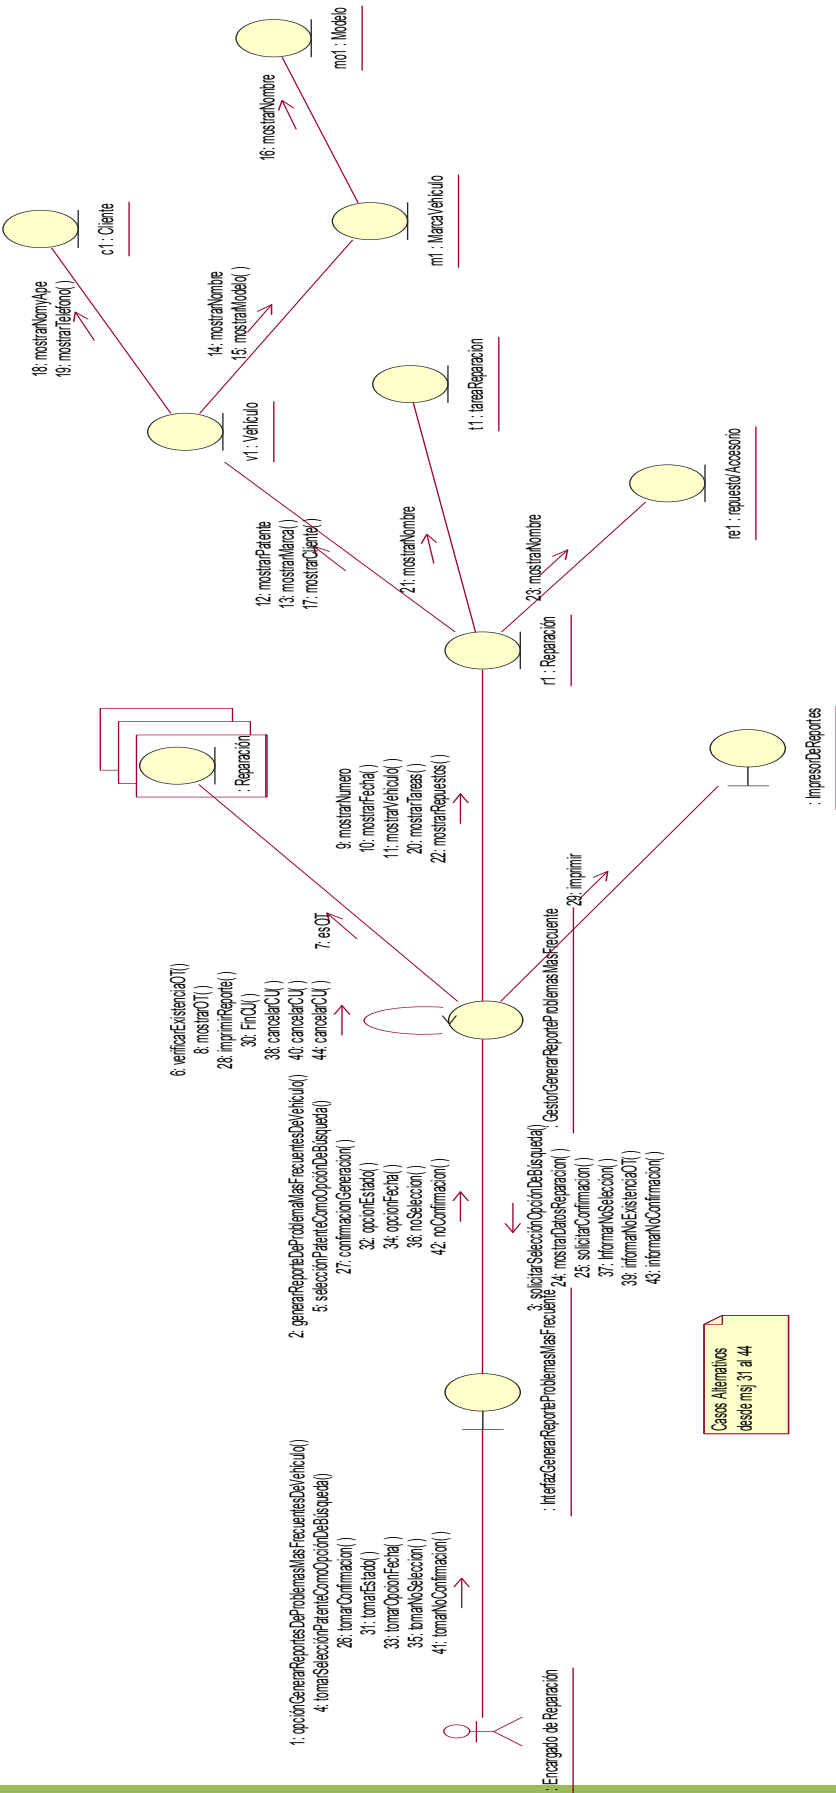 1: opciónGenerarReportesDeProblemasMasFrecuentesDeVehículo()
4: tomarSelecciónPatenteComoOpciónDeBúsqueda()
26: tomarConfirmacion( )
31: tomarEstado( )
33: tomarOpcionFecha( )
35: tomarNoSeleccion( )
41: tomarNoConfirmacion( )
: Encargado de Reparación
2: generarReporteDeProblemaMasFrecuentesDeVehículo()
5: selecciónPatenteComoOpciónDeBúsqueda()
27: confirmacionGeneracion( )
32: opcionEstado( )
34: opcionFecha( )
36: noSeleccion( )
42: noConfirmacion( )
: InterfazGenerarReporteProblemasMasFrecuente
3: solicitarSelecciónOpciónDeBúsqueda()
24: mostrarDatosReparacion( )
25: solicitarConfirmacion( )
37: InformarNoSeleccion( )
39: informarNoExistenciaOT( )
43: informarNoConfirmacion( )
6: verificarExistenciaOT()
8: mostrarOT( )
28: imprimirReporte( )
30: FinCU( )
38: cancelarCU( )
40: cancelarCU( )
44: cancelarCU( )
: GestorGenerarReporteProblemasMasFrecuente
7: esOT
: Reparación
9: mostrarNumero
10: mostrarFecha( )
11: mostrarVehiculo( )
20: mostrarTareas( )
22: mostrarRepuestos( )
29: imprimir
: ImpresorDeReportes
r1 : Reparación
12: mostrarPatente
13: mostrarMarca( )
17: mostrarCliente( )
21: mostrarNombre
23: mostrarNombre
v1 : Vehiculo
t1 : tareaReparacion
re1 : repuesto/Accesorio
18: mostrarNomyApe
19: mostrarTelefono( )
14: mostrarNombre
15: mostrarModelo( )
c1 : Cliente
m1 : MarcaVehículo
16: mostrarNombre
mo1 : Modelo
Casos Alternativos
desde msj 31 al 44